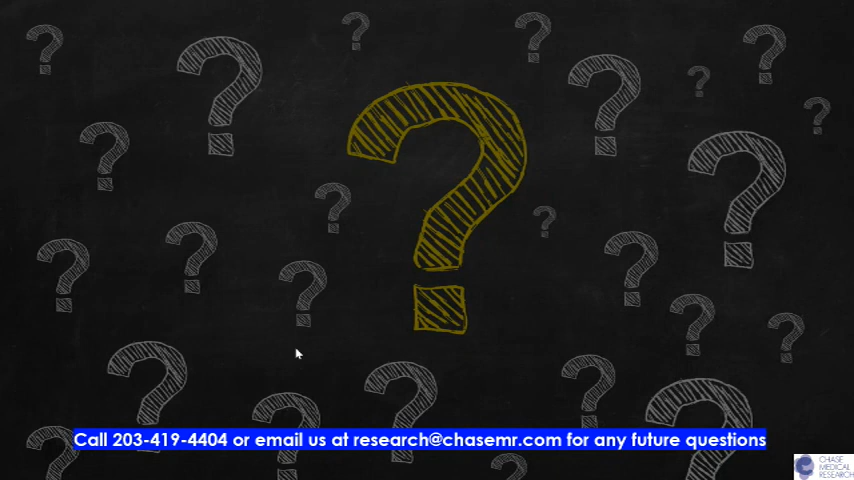 Call 203-419-4404 or email us at research@chasemr.com for any future questions
CHASE
MEDICAL
RESEARCH